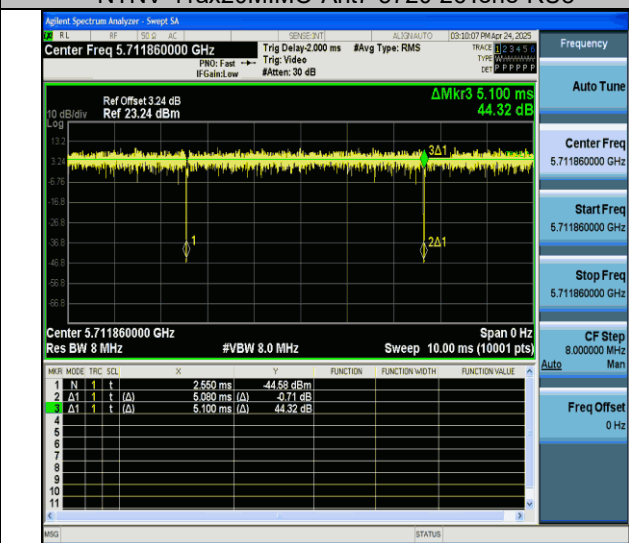 Agilent Spectrum Analyzer - Swept SA
RL RF 50 Ω AC SENSE:INT ALIGNAUTO 03:10:07 PM Apr 24, 2025
Center Freq 5.711860000 GHz Trig Delay-2.000 ms #Avg Type: RMS TRACE 1 2 3 4 5 6
PNO: Fast Trig: Video TYPE
IFGain:Low #Atten: 30 dB DET P P P P P P
Frequency
Auto Tune
Center Freq
5.711860000 GHz
Start Freq
5.711860000 GHz
Stop Freq
5.711860000 GHz
CF Step
8.000000 MHz
Auto Man
Freq Offset
0 Hz
ΔMkr3 5.100 ms
44.32 dB
Ref Offset 3.24 dB
10 dB/div Ref 23.24 dBm
Log
13.2
3.24
-6.76
-16.8
-26.8
-36.8
-46.8
-56.8
-66.8
3Δ1
1
2Δ1
Center 5.711860000 GHz Span 0 Hz
Res BW 8 MHz #VBW 8.0 MHz Sweep 10.00 ms (10001 pts)
MKR MODE TRC SCL X Y FUNCTION FUNCTION WIDTH FUNCTION VALUE
1 N 1 t 2.550 ms -44.58 dBm
2 Δ1 1 t (Δ) 5.080 ms (Δ) -0.71 dB
3 Δ1 1 t (Δ) 5.100 ms (Δ) 44.32 dB
4
5
6
7
8
9
10
11
MSG STATUS